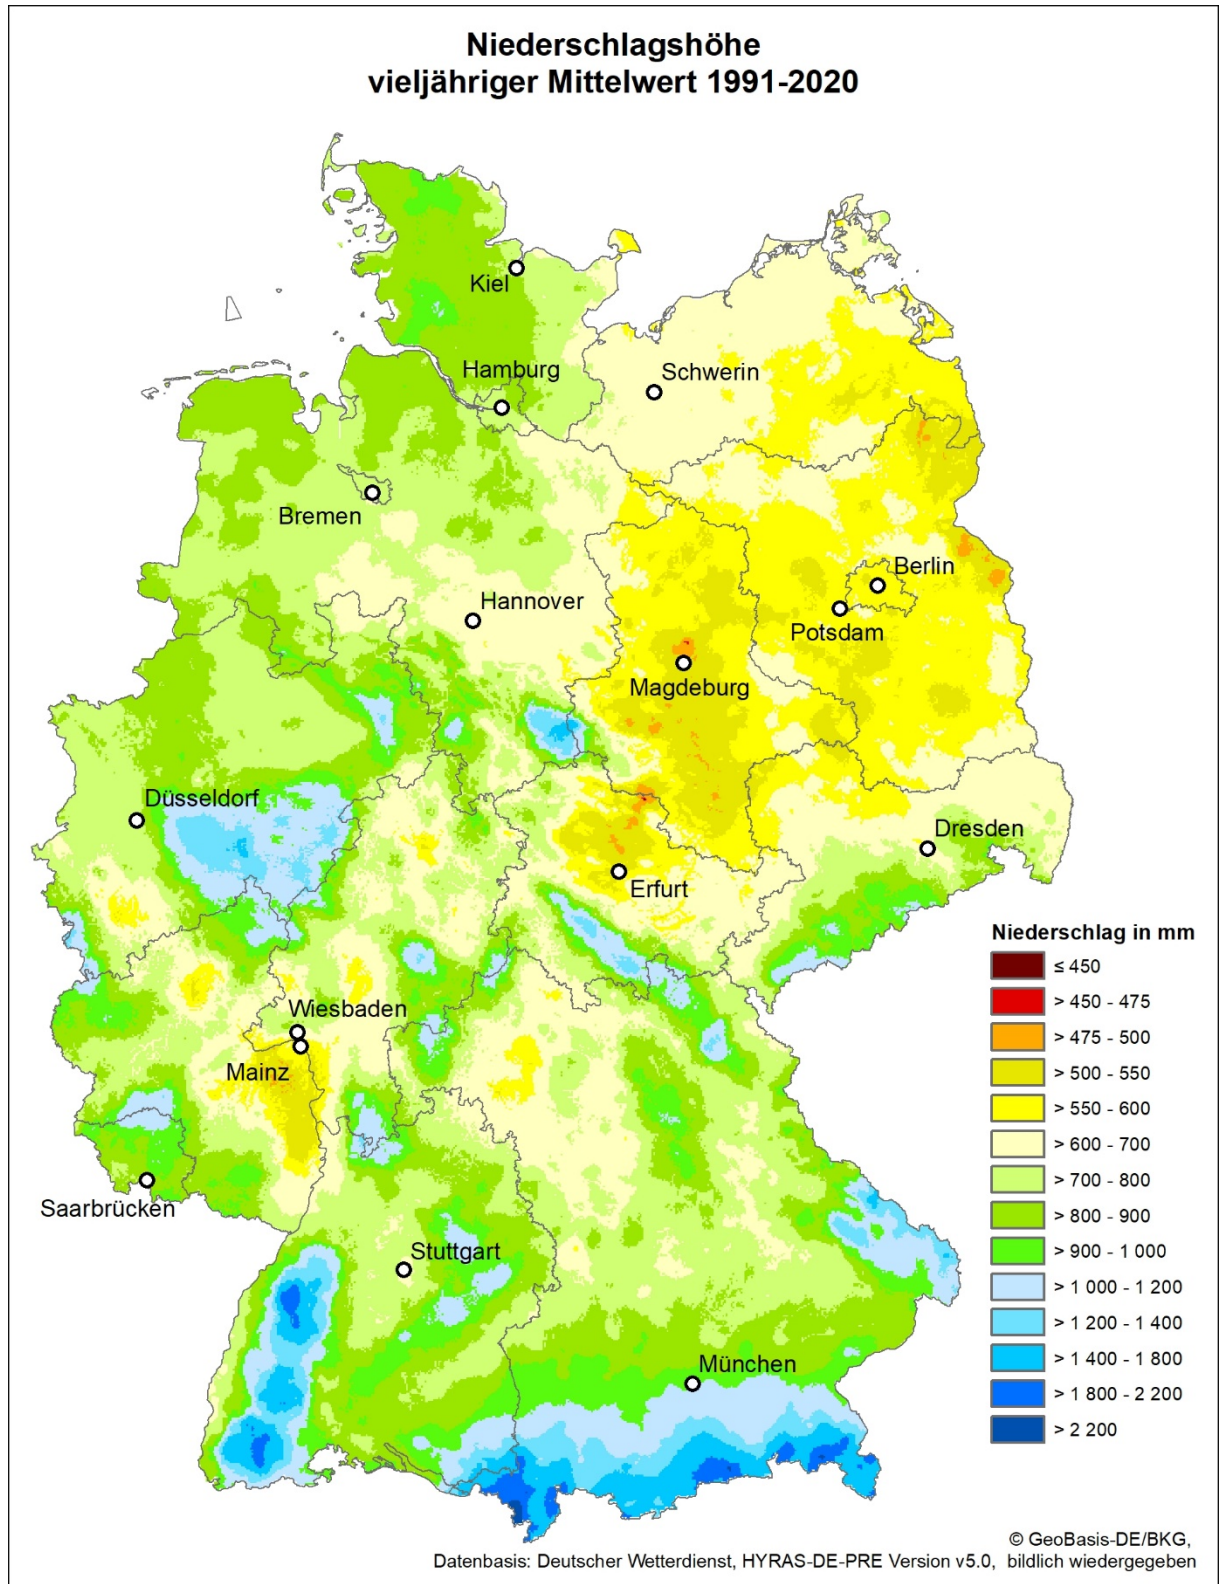 Niederschlagshöhe
vieljähriger Mittelwert 1991-2020
Kiel
Hamburg
Schwerin
Bremen
Berlin
Hannover
Potsdam
Magdeburg
Düsseldorf
Dresden
Erfurt
Wiesbaden
Mainz
Saarbrücken
Stuttgart
München
Niederschlag in mm
≤ 450
> 450 - 475
> 475 - 500
> 500 - 550
> 550 - 600
> 600 - 700
> 700 - 800
> 800 - 900
> 900 - 1 000
> 1 000 - 1 200
> 1 200 - 1 400
> 1 400 - 1 800
> 1 800 - 2 200
> 2 200
© GeoBasis-DE/BKG,
Datenbasis: Deutscher Wetterdienst, HYRAS-DE-PRE Version v5.0, bildlich wiedergegeben